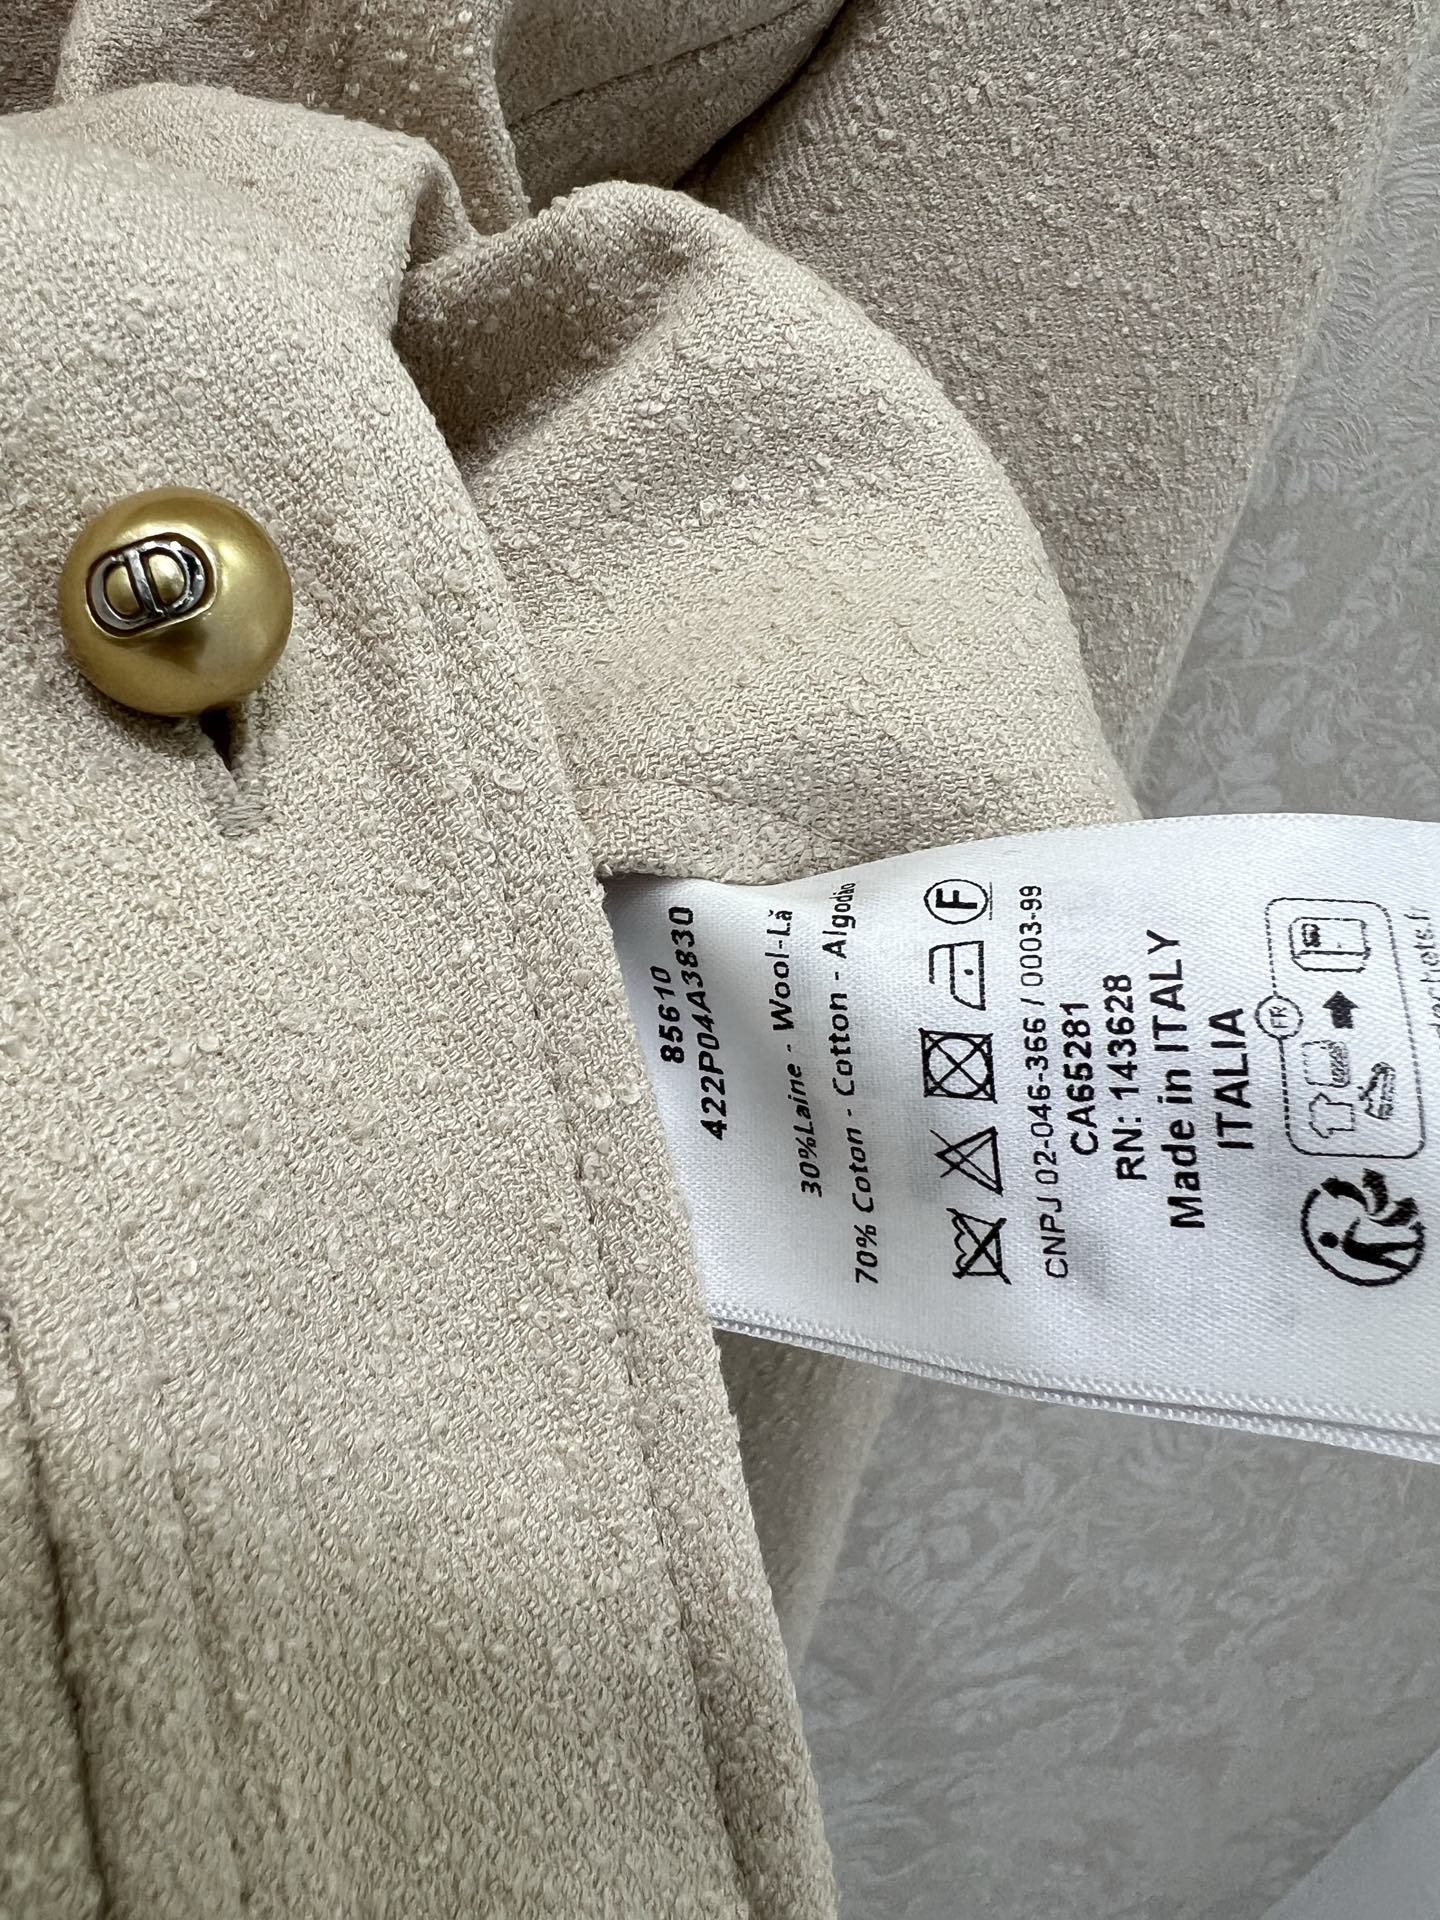 CD
85610
422P04A3830
30%Laine - Wool-Lã
70% Coton - Cotton - Algodão
F
CNPJ 02-046-366 / 0003-99
CA65281
RN: 143628
Made in ITALY
ITALIA
FR